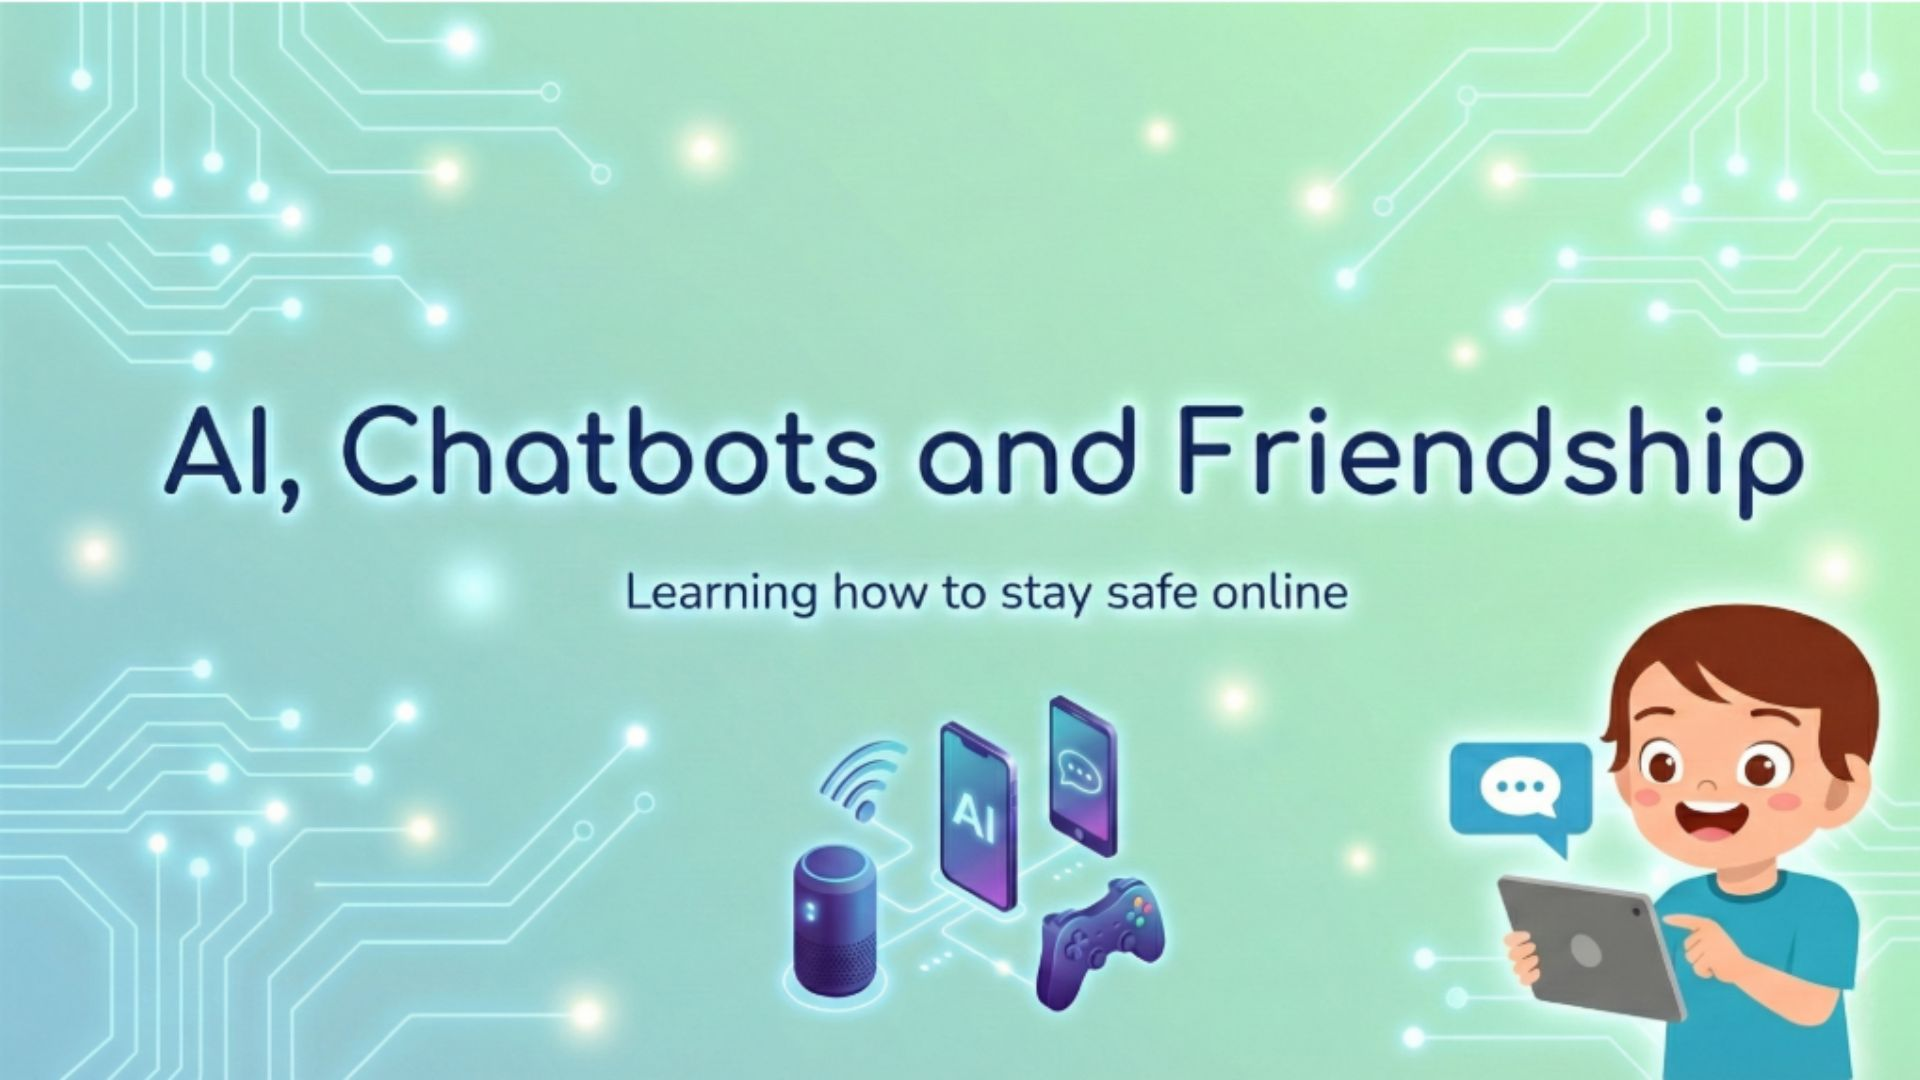 AI, Chatbots and Friendship
Learning how to stay safe online
AI